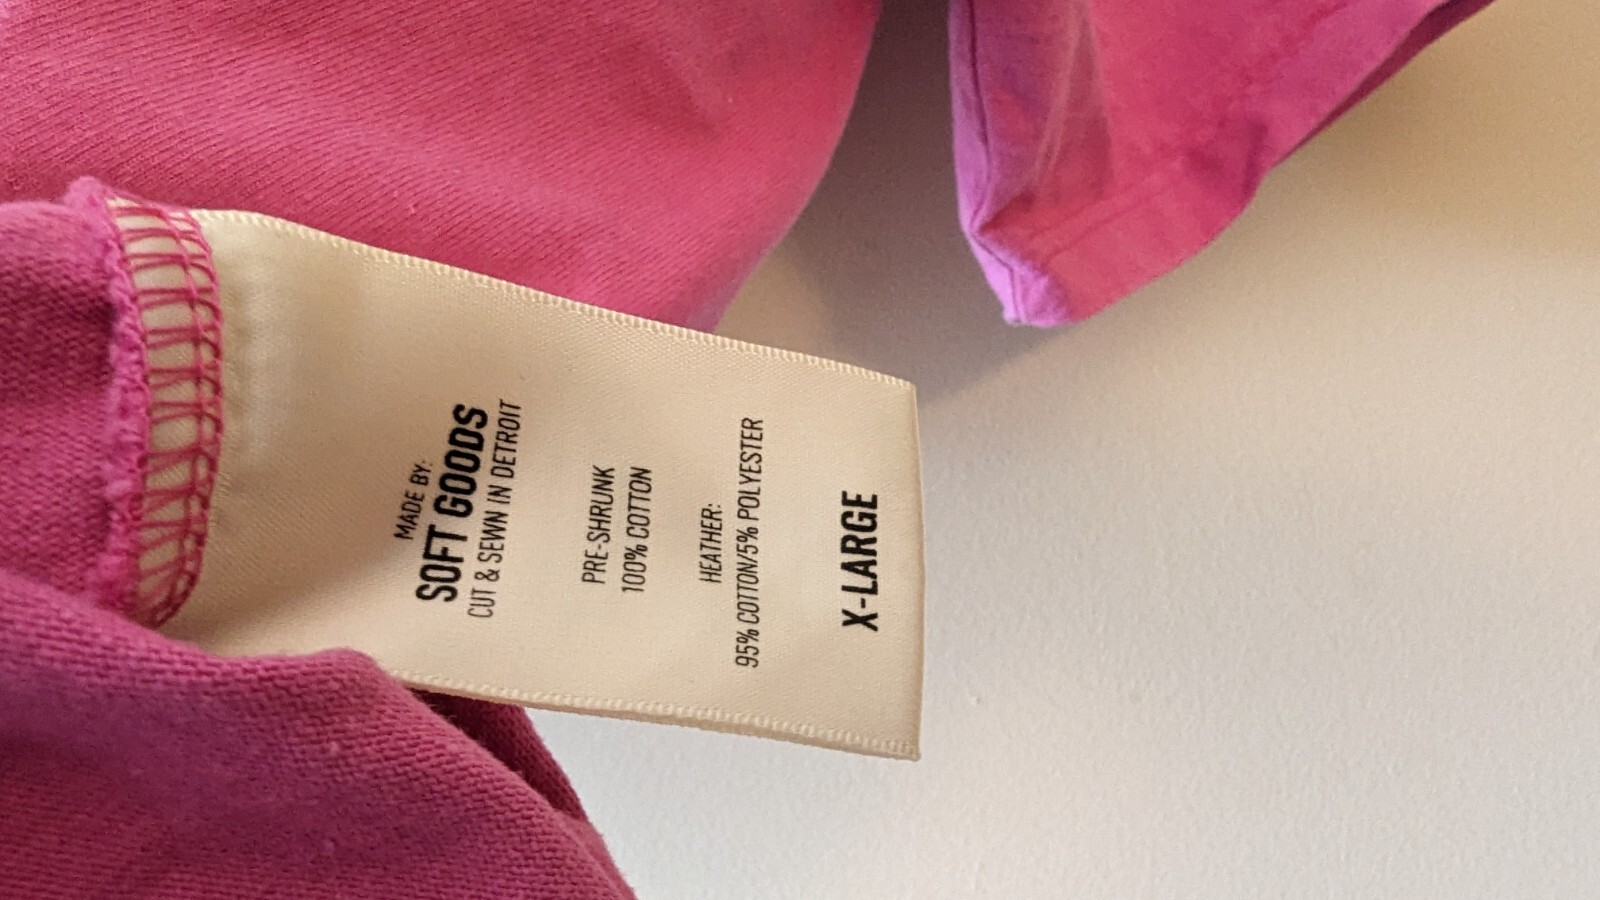 MADE BY:
SOFT GOODS
CUT & SEWN IN DETROIT
PRE-SHRUNK
100% COTTON
HEATHER:
95% COTTON/5% POLYESTER
X-LARGE